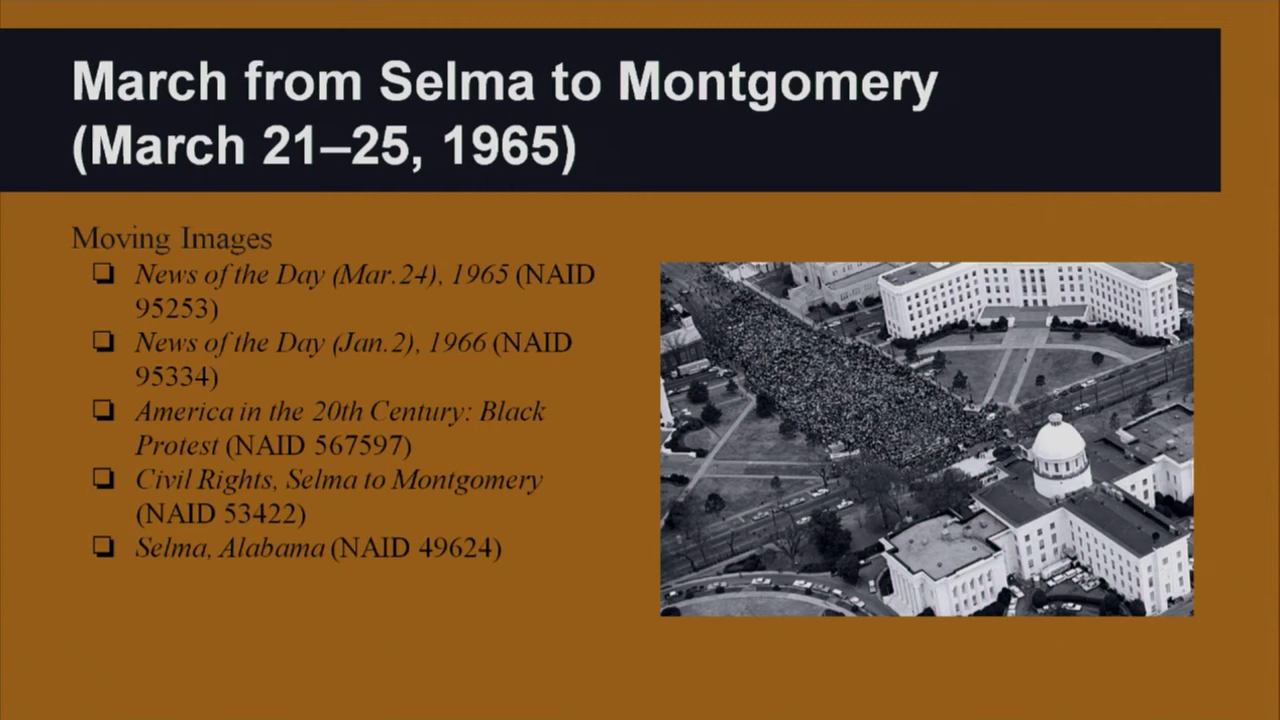 March from Selma to Montgomery
(March 21–25, 1965)
Moving Images
❑ News of the Day (Mar.24), 1965 (NAID
95253)
❑ News of the Day (Jan.2), 1966 (NAID
95334)
❑ America in the 20th Century: Black
Protest (NAID 567597)
❑ Civil Rights, Selma to Montgomery
(NAID 53422)
❑ Selma, Alabama (NAID 49624)